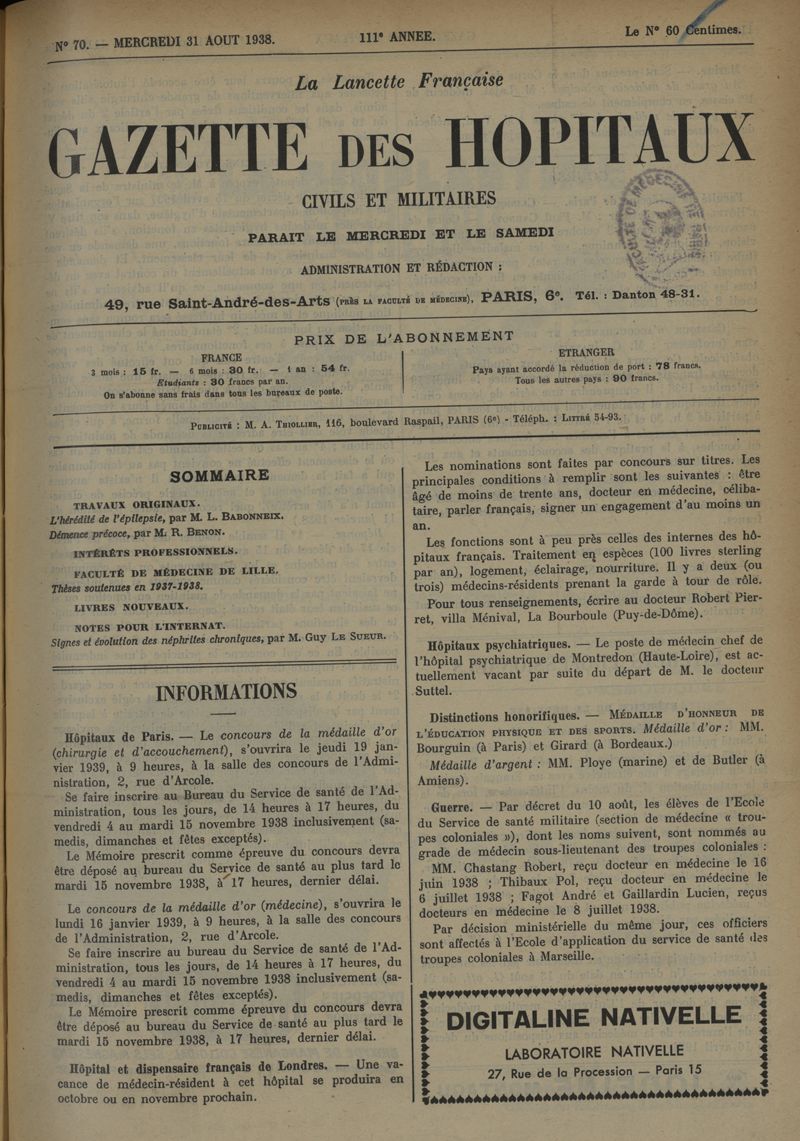 N° 70. — MERCREDI 31 AOUT 1938.
111e ANNEE.
Le N° 60 Centimes.
La Lancette Française
GAZETTE DES HOPITAUX
CIVILS ET MILITAIRES
PARAIT LE MERCREDI ET LE SAMEDI
ADMINISTRATION ET RÉDACTION :
49, rue Saint-André-des-Arts (PRÈS LA FACULTÉ DE MÉDECINE), PARIS, 6e. Tél. : Danton 48-31.
PRIX DE L'ABONNEMENT
FRANCE
3 mois : 15 fr. — 6 mois : 30 fr. — 1 an : 54 fr.
Etudiants : 30 francs par an.
On s'abonne sans frais dans tous les bureaux de poste.
ETRANGER
Pays ayant accordé la réduction de port : 78 francs.
Tous les autres pays : 90 francs.
PUBLICITÉ : M. A. THIOLLIER, 116, boulevard Raspail, PARIS (6e) - Téléph. : LITTRÉ 54-93.
SOMMAIRE
TRAVAUX ORIGINAUX.
L'hérédité de l'épilepsie, par M. L. BABONNEIX.
Démence précoce, par M. R. BENON.
INTÉRÊTS PROFESSIONNELS.
FACULTÉ DE MÉDECINE DE LILLE.
Thèses soutenues en 1937-1938.
LIVRES NOUVEAUX.
NOTES POUR L'INTERNAT.
Signes et évolution des néphrites chroniques, par M. Guy LE SUEUR.
INFORMATIONS
Hôpitaux de Paris. — Le concours de la médaille d'or
(chirurgie et d'accouchement), s'ouvrira le jeudi 19 jan-
vier 1939, à 9 heures, à la salle des concours de l'Admi-
nistration, 2, rue d'Arcole.
Se faire inscrire au Bureau du Service de santé de l'Ad-
ministration, tous les jours, de 14 heures à 17 heures, du
vendredi 4 au mardi 15 novembre 1938 inclusivement (sa-
medis, dimanches et fêtes exceptés).
Le Mémoire prescrit comme épreuve du concours devra
être déposé au bureau du Service de santé au plus tard le
mardi 15 novembre 1938, à 17 heures, dernier délai.
Le concours de la médaille d'or (médecine), s'ouvrira le
lundi 16 janvier 1939, à 9 heures, à la salle des concours
de l'Administration, 2, rue d'Arcole.
Se faire inscrire au bureau du Service de santé de l'Ad-
ministration, tous les jours, de 14 heures à 17 heures, du
vendredi 4 au mardi 15 novembre 1938 inclusivement (sa-
medis, dimanches et fêtes exceptés).
Le Mémoire prescrit comme épreuve du concours devra
être déposé au bureau du Service de santé au plus tard le
mardi 15 novembre 1938, à 17 heures, dernier délai.
Hôpital et dispensaire français de Londres. — Une va-
cance de médecin-résident à cet hôpital se produira en
octobre ou en novembre prochain.
Les nominations sont faites par concours sur titres. Les
principales conditions à remplir sont les suivantes : être
âgé de moins de trente ans, docteur en médecine, céliba-
taire, parler français, signer un engagement d'au moins un
an.
Les fonctions sont à peu près celles des internes des hô-
pitaux français. Traitement en espèces (100 livres sterling
par an), logement, éclairage, nourriture. Il y a deux (ou
trois) médecins-résidents prenant la garde à tour de rôle.
Pour tous renseignements, écrire au docteur Robert Pier-
ret, villa Ménival, La Bourboule (Puy-de-Dôme).
Hôpitaux psychiatriques. — Le poste de médecin chef de
l'hôpital psychiatrique de Montredon (Haute-Loire), est ac-
tuellement vacant par suite du départ de M. le docteur
Suttel.
Distinctions honorifiques. — MÉDAILLE D'HONNEUR DE
L'ÉDUCATION PHYSIQUE ET DES SPORTS. Médaille d'or : MM.
Bourguin (à Paris) et Girard (à Bordeaux.)
Médaille d'argent : MM. Ploye (marine) et de Butler (à
Amiens).
Guerre. — Par décret du 10 août, les élèves de l'Ecole
du Service de santé militaire (section de médecine « trou-
pes coloniales »), dont les noms suivent, sont nommés au
grade de médecin sous-lieutenant des troupes coloniales :
MM. Chastang Robert, reçu docteur en médecine le 16
juin 1938 ; Thibaux Pol, reçu docteur en médecine le
6 juillet 1938 ; Fagot André et Gaillardin Lucien, reçus
docteurs en médecine le 8 juillet 1938.
Par décision ministérielle du même jour, ces officiers
sont affectés à l'Ecole d'application du service de santé des
troupes coloniales à Marseille.
DIGITALINE NATIVELLE
LABORATOIRE NATIVELLE
27, Rue de la Procession — Paris 15